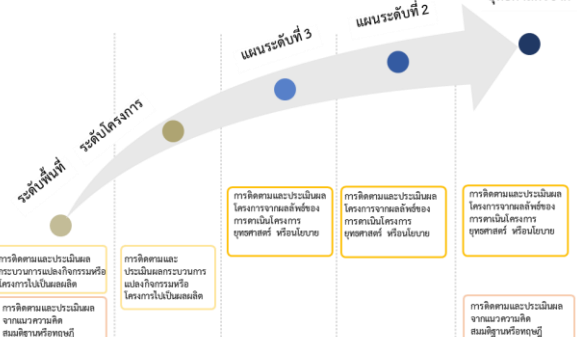 แผนระดับที่ 2
แผนระดับที่ 3
ระดับโครงการ
ระดับพื้นที่
การติดตามและประเมินผล
กระบวนการแปลงกิจกรรมหรือ
โครงการไปเป็นผลผลิต
การติดตามและ
ประเมินผลกระบวนการ
แปลงกิจกรรมหรือ
โครงการไปเป็นผลผลิต
การติดตามและประเมินผล
โครงการจากผลลัพธ์ของ
การดาเนินโครงการ
ยุทธศาสตร์ หรือนโยบาย
การติดตามและประเมินผล
โครงการจากผลลัพธ์ของ
การดาเนินโครงการ
ยุทธศาสตร์ หรือนโยบาย
การติดตามและประเมินผล
โครงการจากผลลัพธ์ของ
การดาเนินโครงการ
ยุทธศาสตร์ หรือนโยบาย
การติดตามและประเมินผล
จากแนวความคิด
สมมติฐานหรือทฤษฎี
การติดตามและประเมินผล
จากแนวความคิด
สมมติฐานหรือทฤษฎี